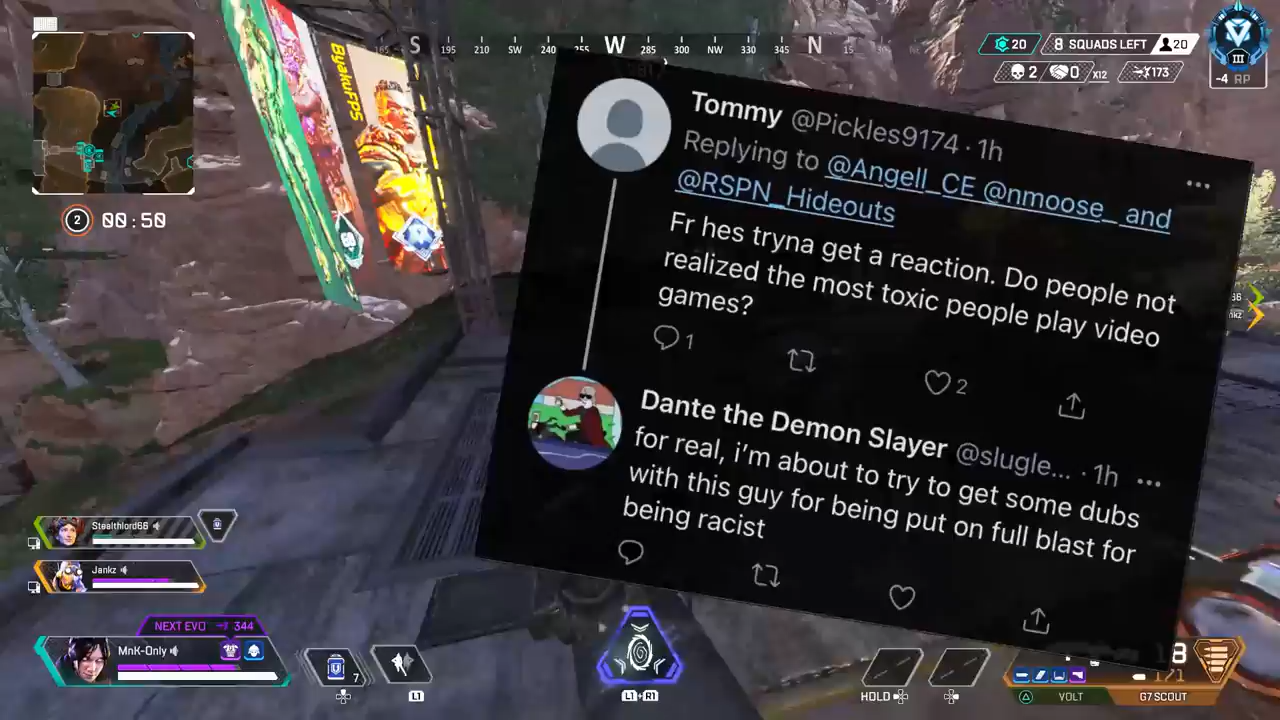 S 195 210 SW 240 255 W 285 300 NW 330 345 N 15
20
8 SQUADS LEFT 20
2 0 X12 173
III
-4 RP
ByakuFPS
2 00:50
Tommy @Pickles9174 · 1h
Replying to @Angell_CE @nmoose_ and
@RSPN_Hideouts
Fr hes tryna get a reaction. Do people not
realized the most toxic people play video
games?
1
2
Dante the Demon Slayer @slugle... · 1h
for real, i'm about to try to get some dubs
with this guy for being put on full blast for
being racist
Stealthlord66
Jankz
NEXT EVO 344
MnK-Only
7
L1
L1+R1
HOLD
VOLT
G7 SCOUT